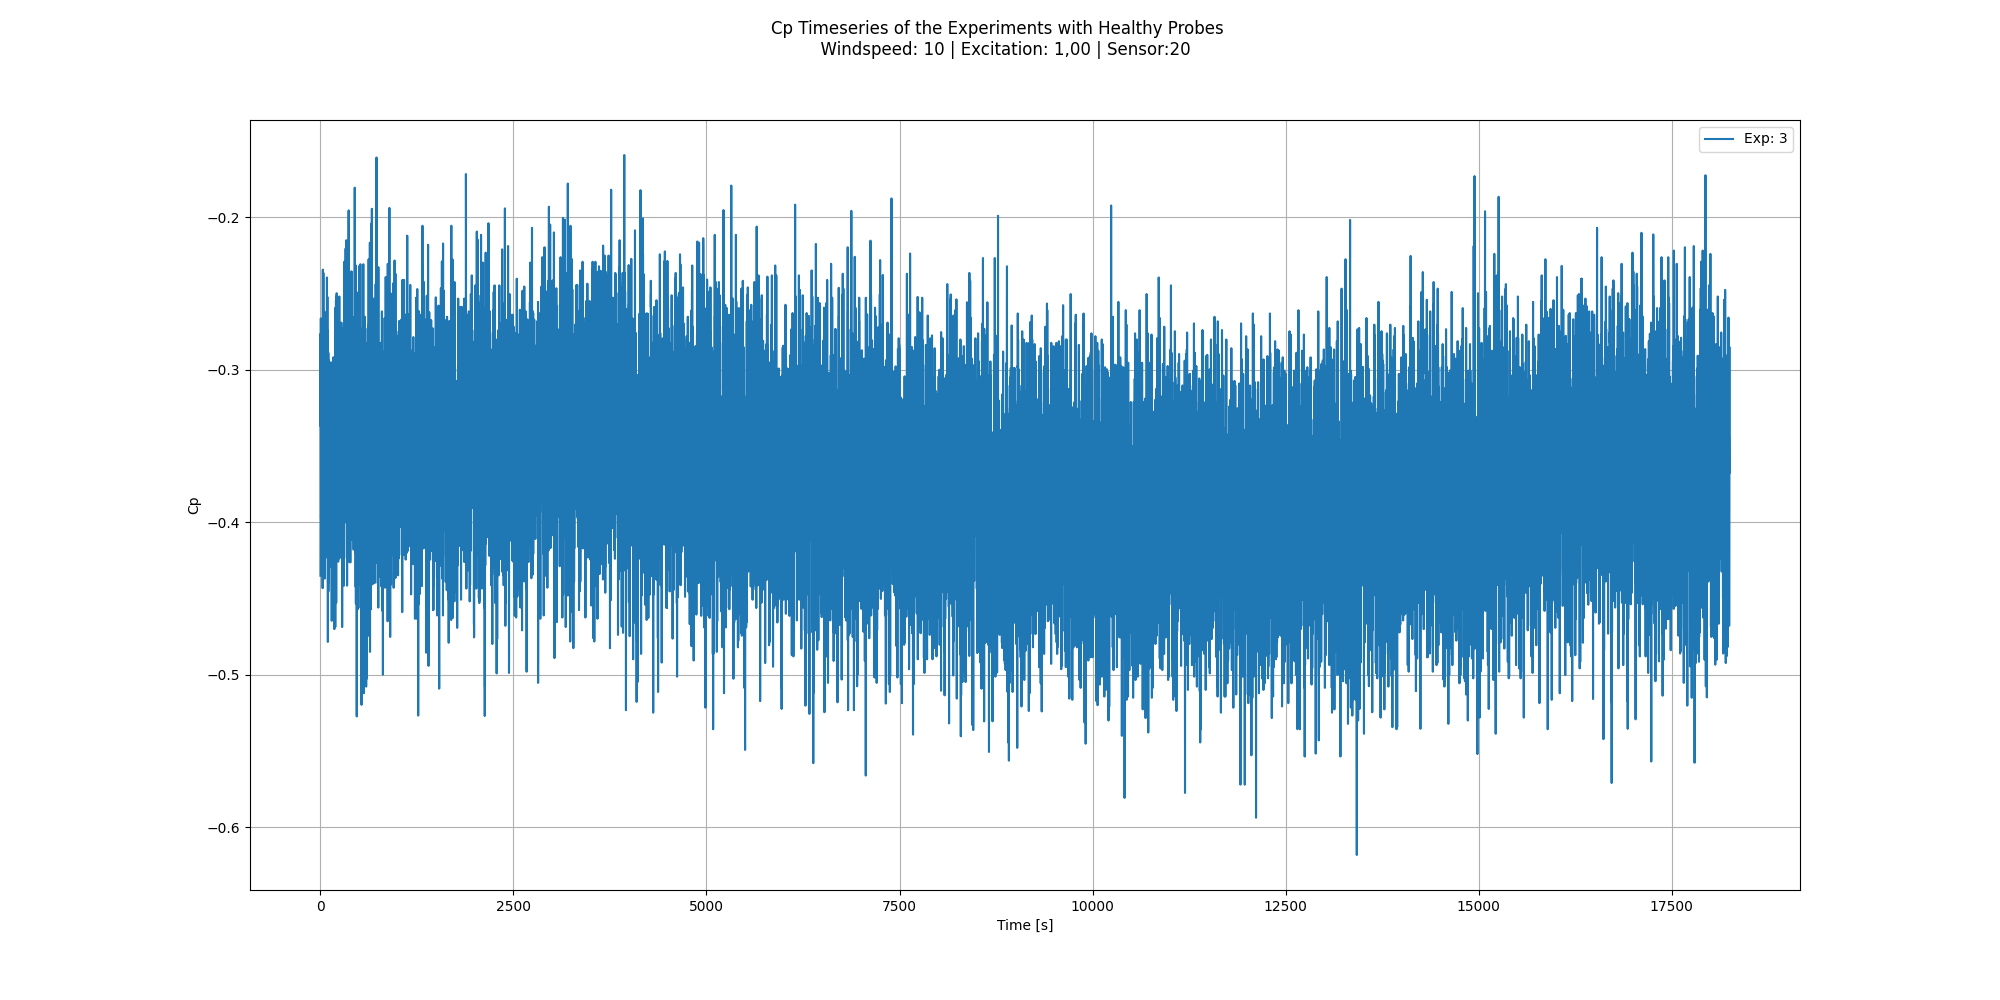 Cp Timeseries of the Experiments with Healthy Probes
Windspeed: 10 | Excitation: 1,00 | Sensor:20
Exp: 3
−0.2
−0.3
−0.4
−0.5
−0.6
Cp
0 2500 5000 7500 10000 12500 15000 17500
Time [s]